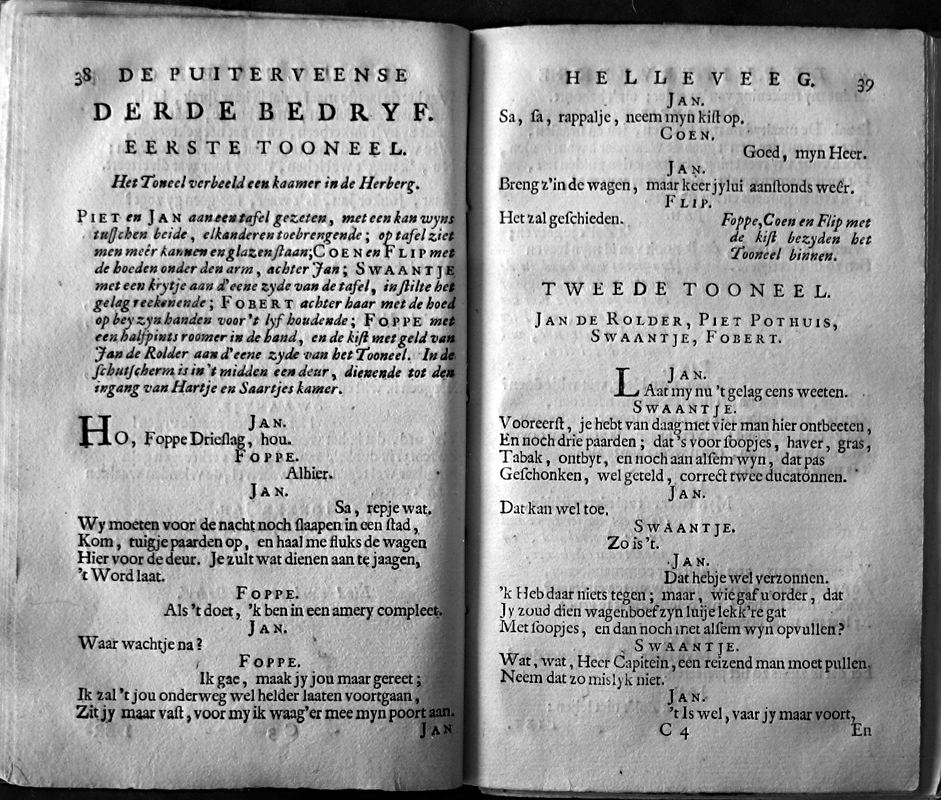 38 DE PUITERVEENSE
DERDE BEDRYF.
EERSTE TOONEEL.
Het Toneel verbeeld een kaamer in de Herberg.
PIET en JAN aan een tafel gezeten, met een kan wyns
tuſſchen beide, elkanderen toebrengende; op tafel ziet
men meêr kannen en glazen ſtaan; COEN en FLIP met
de hoeden onder den arm, achter Jan; SWAANTJE
met een krytje aan d'eene zyde van de tafel, in ſtilte het
gelag reekenende; FOBERT achter haar met de hoed
op bey zyn handen voor 't lyf houdende; FOPPE met
een halfpints roomer in de hand, en de kiſt met geld van
Jan de Rolder aan d'eene zyde van het Tooneel. In de
ſchutſcherm is in 't midden een deur, dienende tot den
ingang van Hartje en Saartjes kamer.
JAN.
HO, Foppe Drieſlag, hou.
FOPPE.
Alhier.
JAN.
Sa, repje wat.
Wy moeten voor de nacht noch ſlaapen in een ſtad,
Kom, tuigje paarden op, en haal me fluks de wagen
Hier voor de deur. Je zult wat dienen aan te jaagen,
't Word laat.
FOPPE.
Als 't doet, 'k ben in een amery compleet.
JAN.
Waar wachtje na?
FOPPE.
Ik gae, maak jy jou maar gereet;
Ik zal 't jou onderweg wel helder laaten voortgaan,
Zit jy maar vaſt, voor my ik waag'er mee myn poort aan.
JAN
HELLEVEEG. 39
JAN.
Sa, ſa, rappalje, neem myn kiſt op.
COEN.
Goed, myn Heer.
JAN.
Breng z'in de wagen, maar keer jylui aanſtonds weêr.
FLIP.
Het zal geſchieden.
Foppe, Coen en Flip met
de kiſt bezyden het
Tooneel binnen.
TWEEDE TOONEEL.
JAN DE ROLDER, PIET POTHUIS,
SWAANTJE, FOBERT.
JAN.
LAat my nu 't gelag eens weeten.
SWAANTJE.
Vooreerſt, je hebt van daag met vier man hier ontbeeten,
En noch drie paarden; dat 's voor ſoopjes, haver, gras,
Tabak, ontbyt, en noch aan alſem wyn, dat pas
Geſchonken, wel geteld, correct twee ducatonnen.
JAN.
Dat kan wel toe.
SWAANTJE.
Zo is 't.
JAN.
Dat hebje wel verzonnen.
'k Heb daar niets tegen; maar, wie gaf u order, dat
Jy zoud dien wagenboef zyn luije lekk're gat
Met ſoopjes, en dan noch met alſem wyn opvullen?
SWAANTJE.
Wat, wat, Heer Capitein, een reizend man moet pullen.
Neem dat zo mislyk niet.
JAN.
't Is wel, vaar jy maar voort,
C 4 En